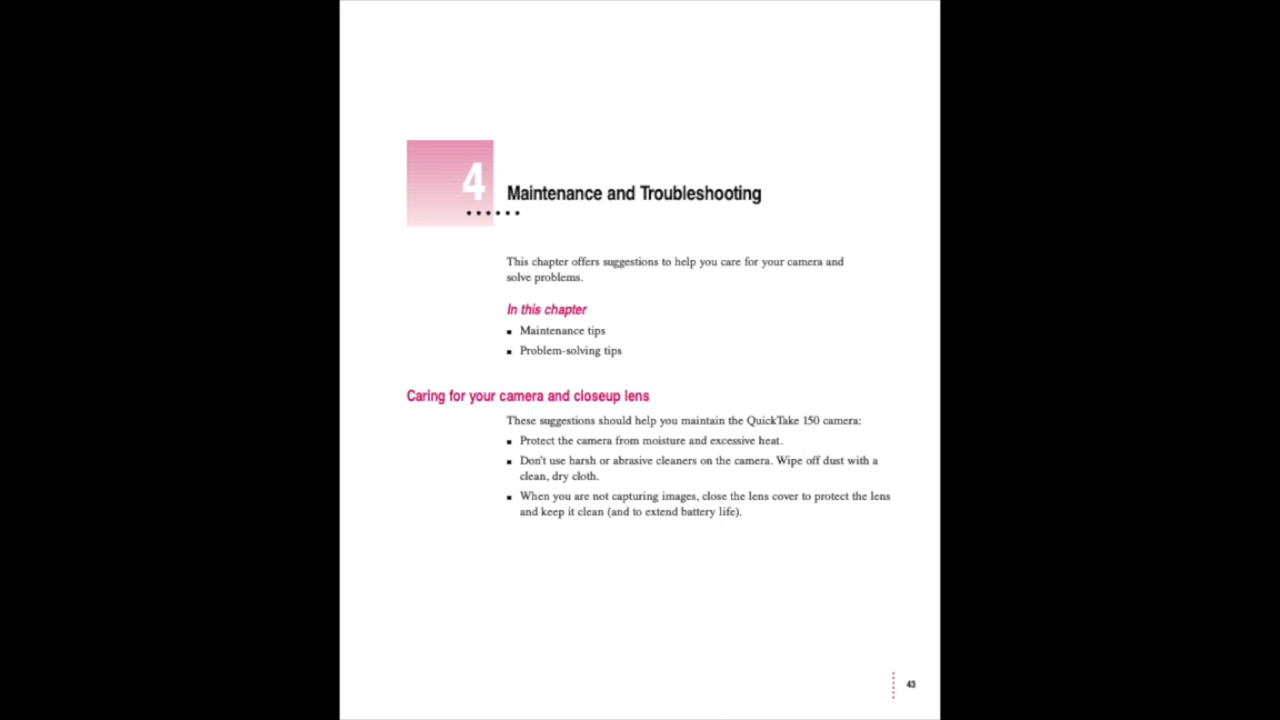 4
Maintenance and Troubleshooting
This chapter offers suggestions to help you care for your camera and
solve problems.
In this chapter
▪ Maintenance tips
▪ Problem-solving tips
Caring for your camera and closeup lens
These suggestions should help you maintain the QuickTake 150 camera:
▪ Protect the camera from moisture and excessive heat.
▪ Don't use harsh or abrasive cleaners on the camera. Wipe off dust with a
clean, dry cloth.
▪ When you are not capturing images, close the lens cover to protect the lens
and keep it clean (and to extend battery life).
43